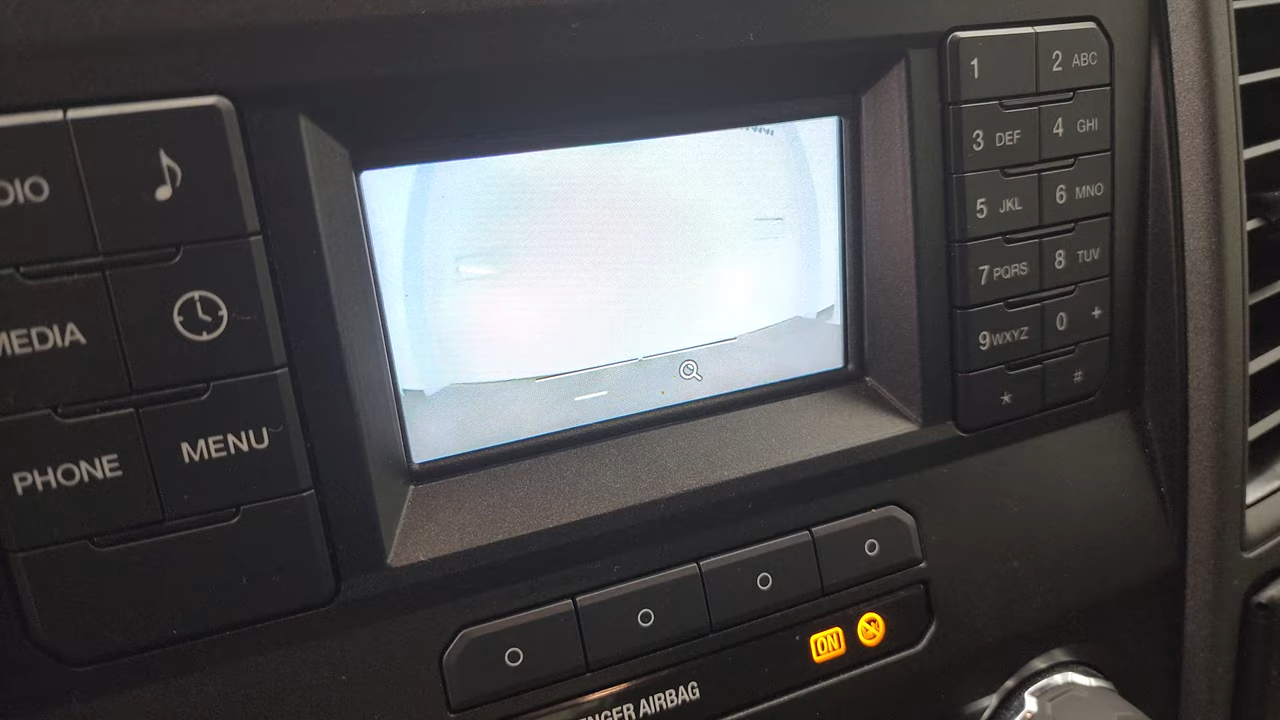 DIO
MEDIA
PHONE
MENU
1
2 ABC
3 DEF
4 GHI
5 JKL
6 MNO
7 PQRS
8 TUV
9 WXYZ
0 +
*
#
ON
ENGER AIRBAG